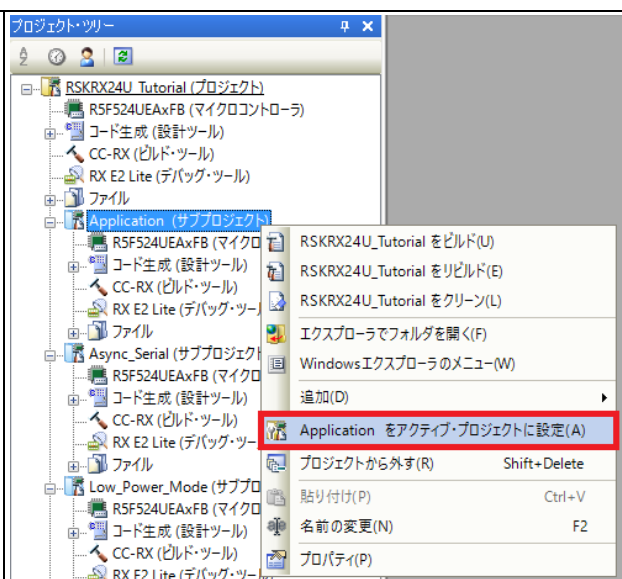 プロジェクト・ツリー
RSKRX24U_Tutorial (プロジェクト)
R5F524UEAxFB (マイクロコントローラ)
コード生成 (設計ツール)
CC-RX (ビルド・ツール)
RX E2 Lite (デバッグ・ツール)
ファイル
Application (サブプロジェクト)
R5F524UEAxFB (マイクロ
コード生成 (設計ツール)
CC-RX (ビルド・ツール)
RX E2 Lite (デバッグ・ツー
ファイル
Async_Serial (サブプロジェクト
R5F524UEAxFB (マイクロ
コード生成 (設計ツール)
CC-RX (ビルド・ツール)
RX E2 Lite (デバッグ・ツー
ファイル
Low_Power_Mode (サブプロ
R5F524UEAxFB (マイクロ
コード生成 (設計ツール)
CC-RX (ビルド・ツール)
RX E2 Lite (デバッグ・ツー
RSKRX24U_Tutorial をビルド(U)
RSKRX24U_Tutorial をリビルド(E)
RSKRX24U_Tutorial をクリーン(L)
エクスプローラでフォルダを開く(F)
Windowsエクスプローラのメニュー(W)
追加(D)
Application をアクティブ・プロジェクトに設定(A)
プロジェクトから外す(R) Shift+Delete
貼り付け(P) Ctrl+V
名前の変更(N) F2
プロパティ(P)